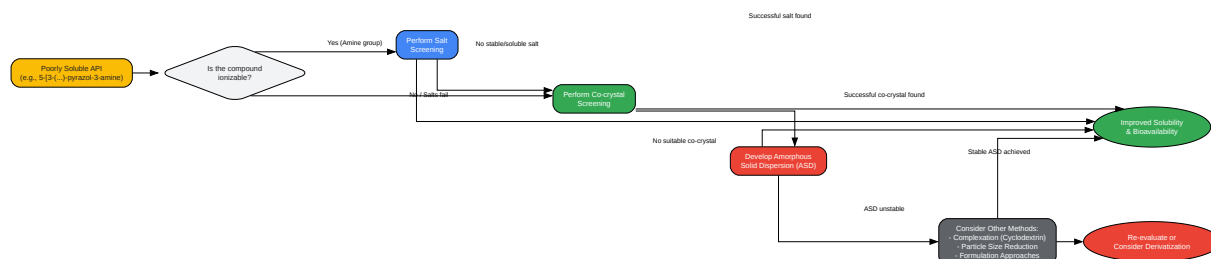 Successful salt found
Yes (Amine group)
Perform Salt
Screening
No stable/soluble salt
Poorly Soluble API
(e.g., 5-[3-(...)-pyrazol-3-amine)
Is the compound
ionizable?
No / Salts fail
Perform Co-crystal
Screening
Successful co-crystal found
Improved Solubility
& Bioavailability
No suitable co-crystal
Stable ASD achieved
Develop Amorphous
Solid Dispersion (ASD)
ASD unstable
Consider Other Methods:
- Complexation (Cyclodextrin)
- Particle Size Reduction
- Formulation Approaches
Re-evaluate or
Consider Derivatization